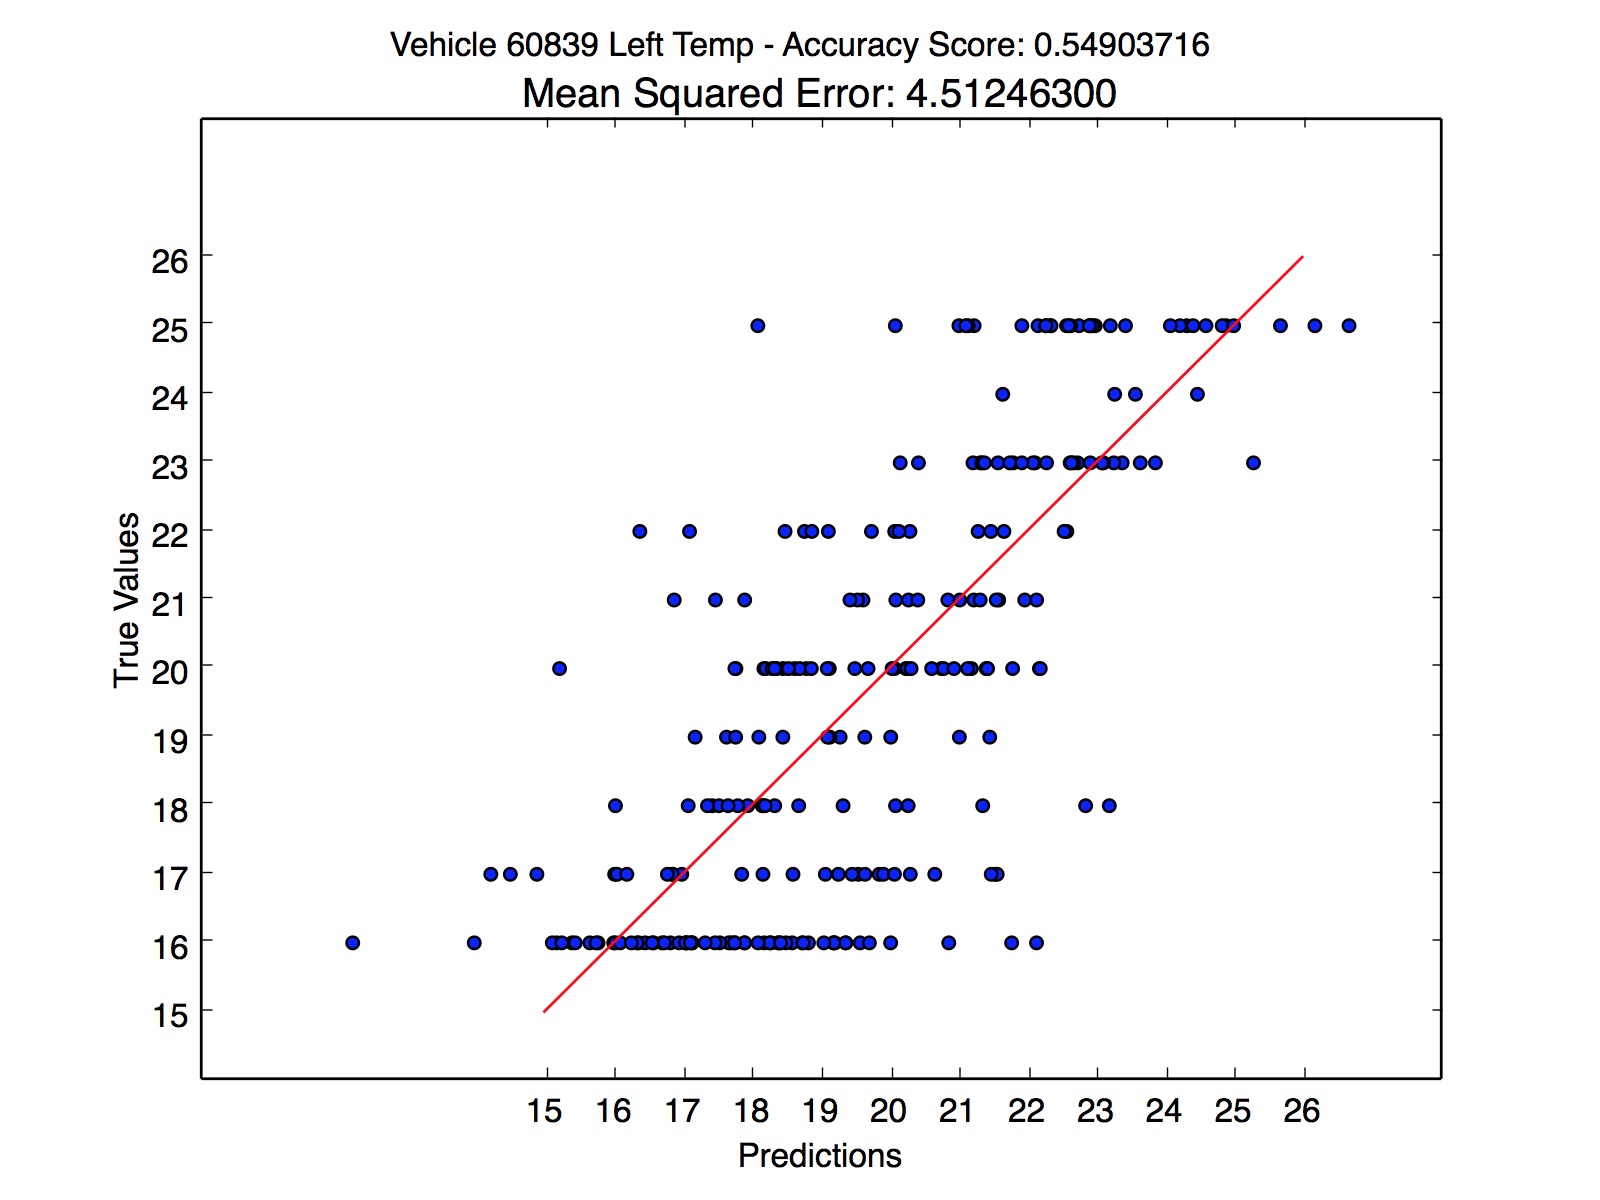 Vehicle 60839 Left Temp - Accuracy Score: 0.54903716
Mean Squared Error: 4.51246300
26
25
24
23
22
21
20
19
18
17
16
15
True Values
15 16 17 18 19 20 21 22 23 24 25 26
Predictions